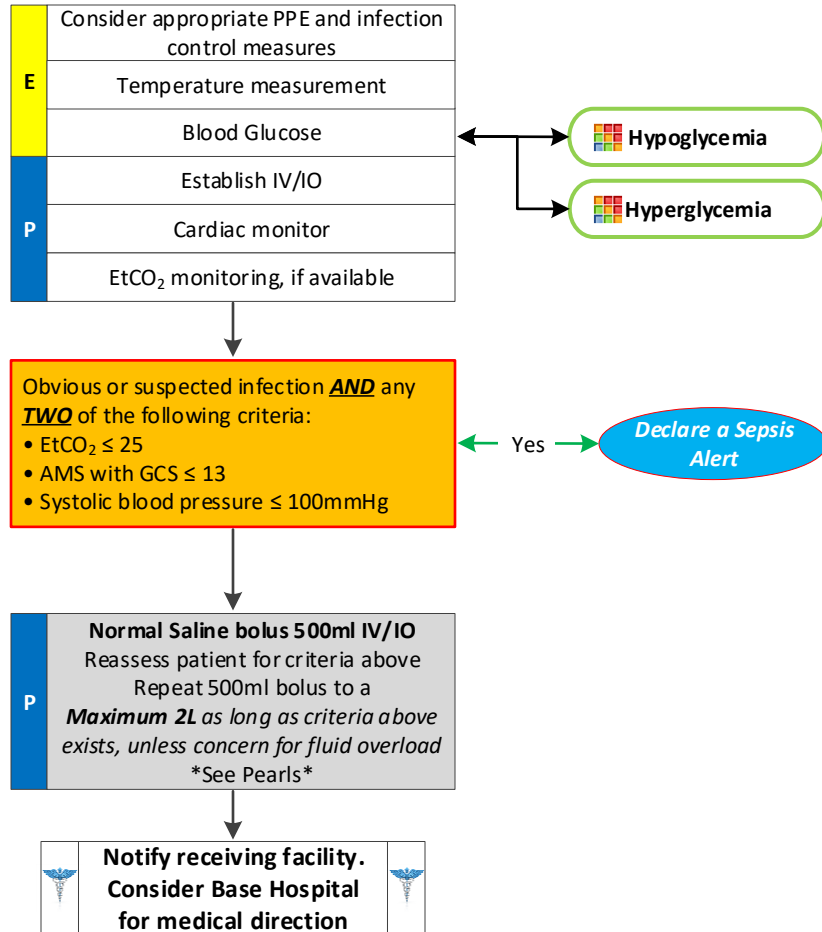 Consider appropriate PPE and infection
control measures
E
Temperature measurement
Blood Glucose
Hypoglycemia
Hyperglycemia
Establish IV/IO
P
Cardiac monitor
EtCO₂ monitoring, if available
Obvious or suspected infection AND any
TWO of the following criteria:
• EtCO₂ ≤ 25
• AMS with GCS ≤ 13
• Systolic blood pressure ≤ 100mmHg
Yes
Declare a Sepsis
Alert
Normal Saline bolus 500ml IV/IO
Reassess patient for criteria above
Repeat 500ml bolus to a
P
Maximum 2L as long as criteria above
exists, unless concern for fluid overload
*See Pearls*
Notify receiving facility.
Consider Base Hospital
for medical direction